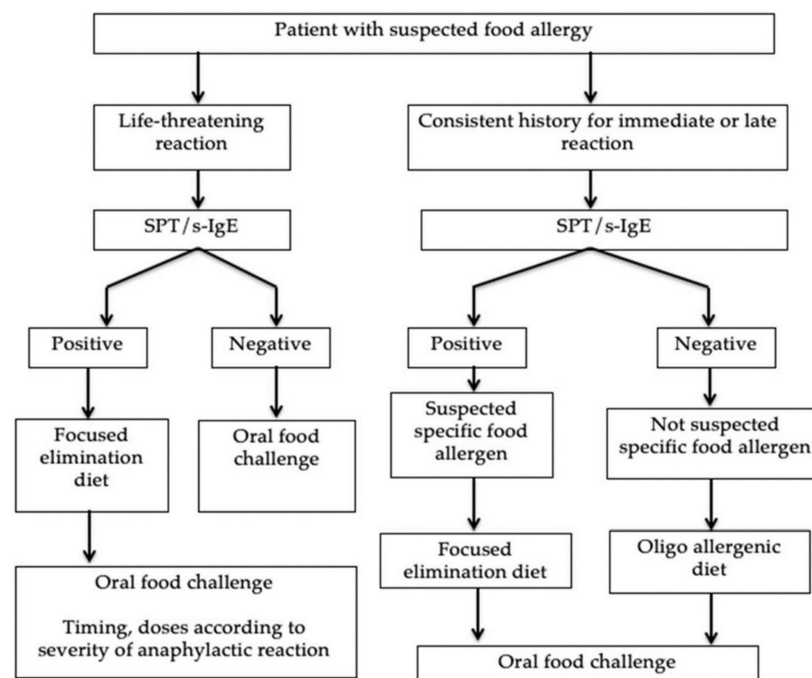 Patient with suspected food allergy
Life-threatening
reaction
Consistent history for immediate or late
reaction
SPT/s-IgE
SPT/s-IgE
Positive
Negative
Positive
Negative
Focused
elimination
diet
Oral food
challenge
Suspected
specific food
allergen
Not suspected
specific food allergen
Focused
elimination diet
Oligo allergenic
diet
Oral food challenge
Timing, doses according to
severity of anaphylactic reaction
Oral food challenge